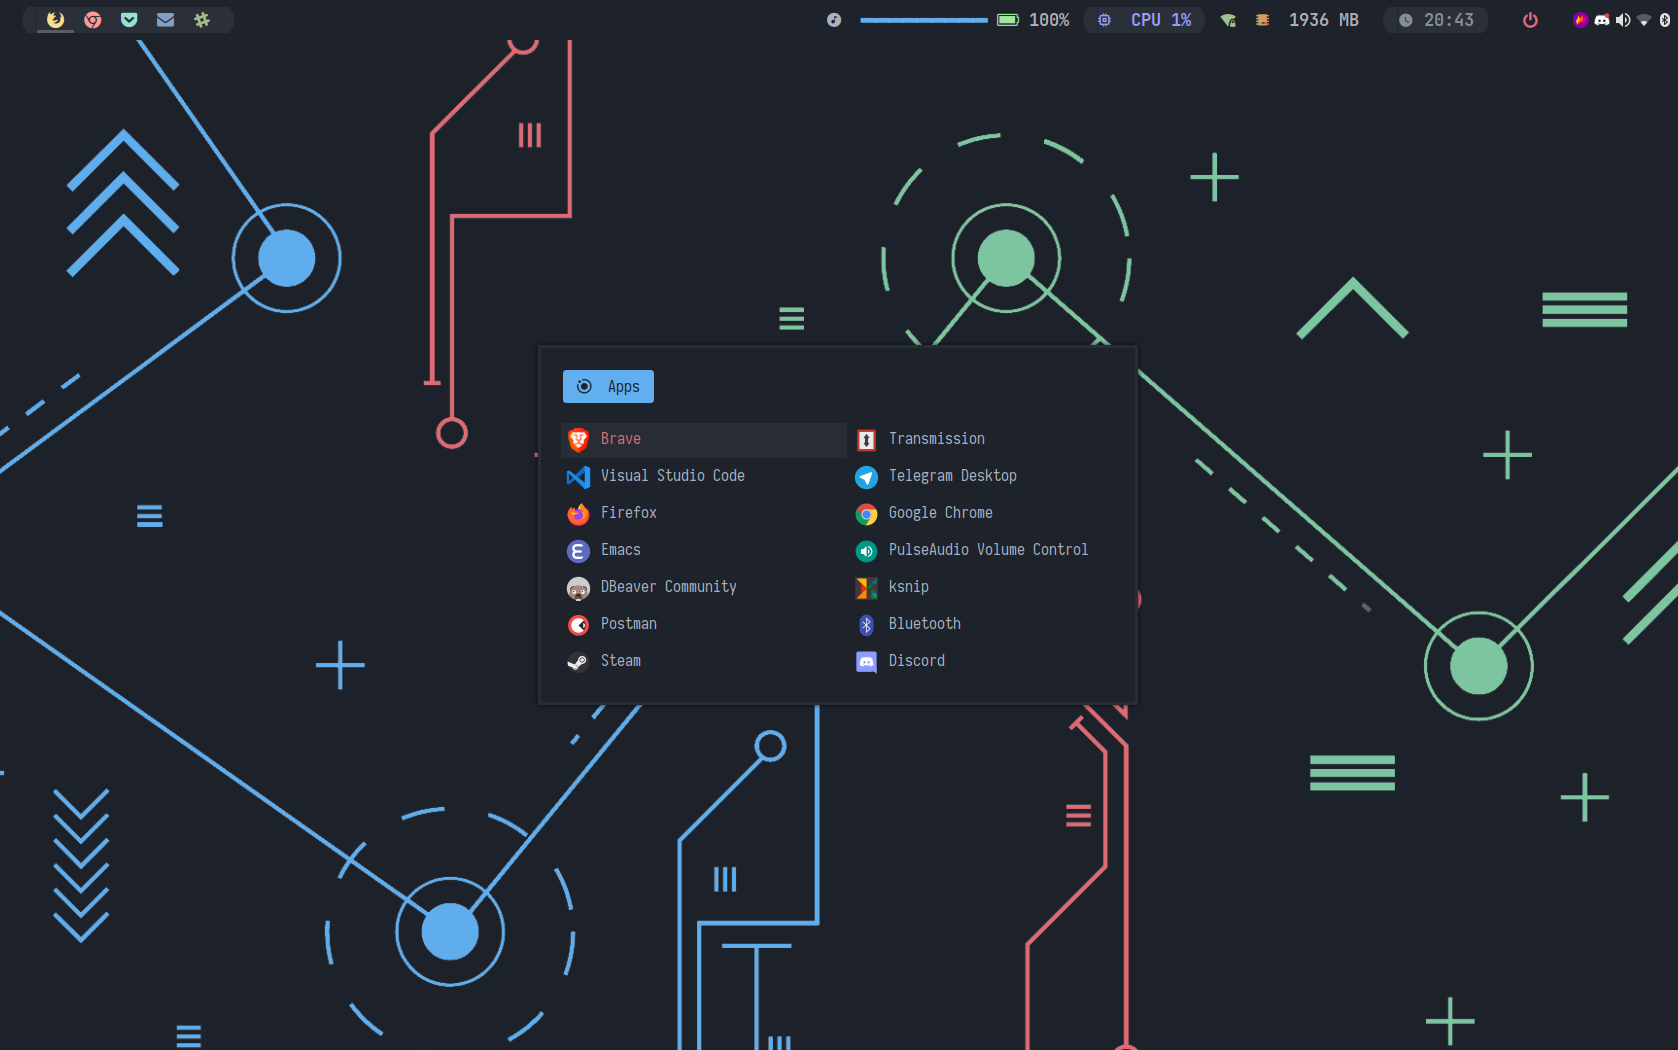 100% CPU 1% 1936 MB 20:43
Apps
Brave
Visual Studio Code
Firefox
Emacs
DBeaver Community
Postman
Steam
Transmission
Telegram Desktop
Google Chrome
PulseAudio Volume Control
ksnip
Bluetooth
Discord